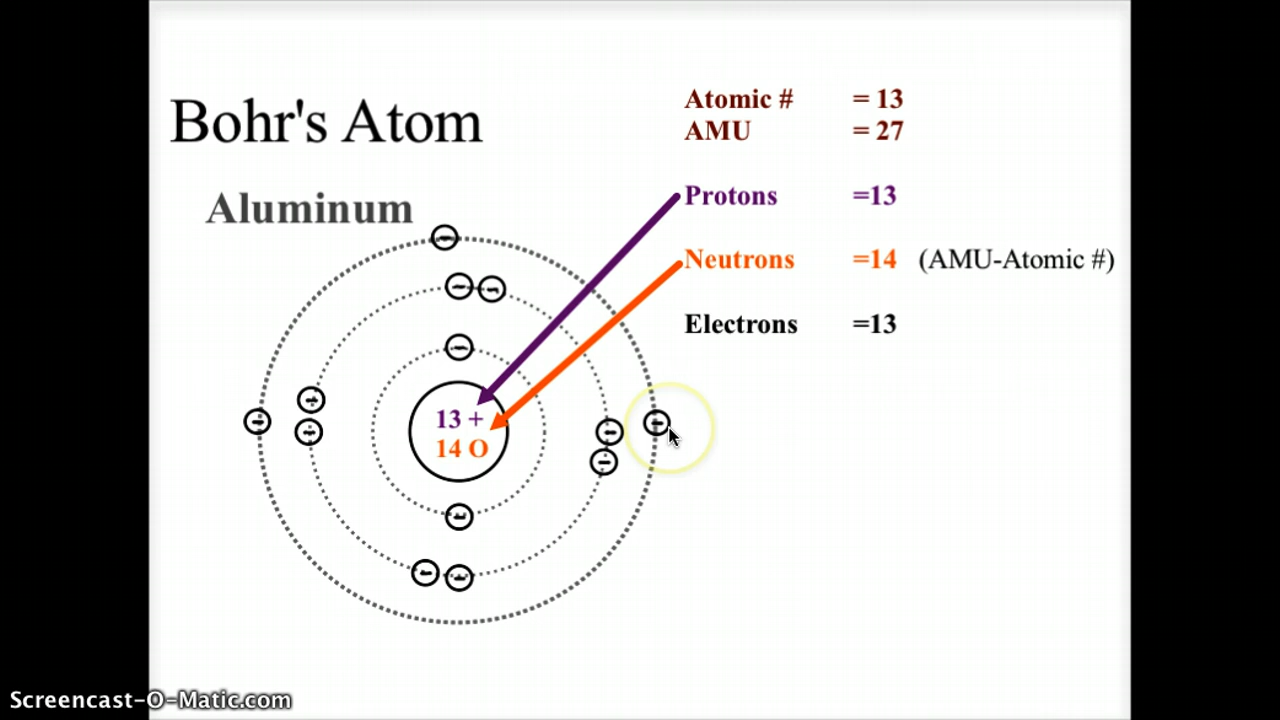 Bohr's Atom
Aluminum
Atomic # = 13
AMU = 27
Protons =13
Neutrons =14 (AMU-Atomic #)
Electrons =13
13 +
14 O
Screencast-O-Matic.com